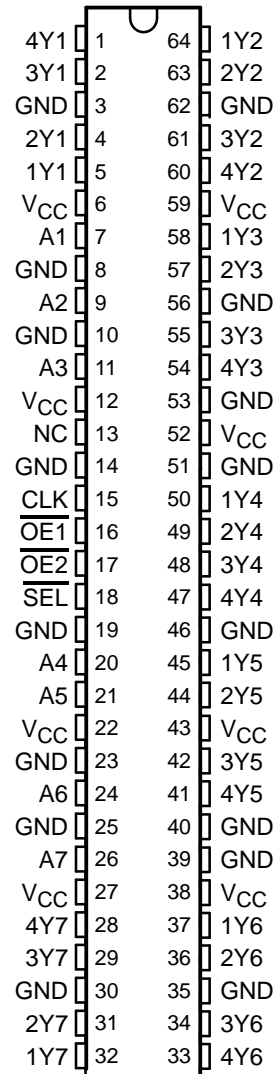 4Y1 1 64 1Y2
3Y1 2 63 2Y2
GND 3 62 GND
2Y1 4 61 3Y2
1Y1 5 60 4Y2
VCC 6 59 VCC
A1 7 58 1Y3
GND 8 57 2Y3
A2 9 56 GND
GND 10 55 3Y3
A3 11 54 4Y3
VCC 12 53 GND
NC 13 52 VCC
GND 14 51 GND
CLK 15 50 1Y4
OE1 16 49 2Y4
OE2 17 48 3Y4
SEL 18 47 4Y4
GND 19 46 GND
A4 20 45 1Y5
A5 21 44 2Y5
VCC 22 43 VCC
GND 23 42 3Y5
A6 24 41 4Y5
GND 25 40 GND
A7 26 39 GND
VCC 27 38 VCC
4Y7 28 37 1Y6
3Y7 29 36 2Y6
GND 30 35 GND
2Y7 31 34 3Y6
1Y7 32 33 4Y6